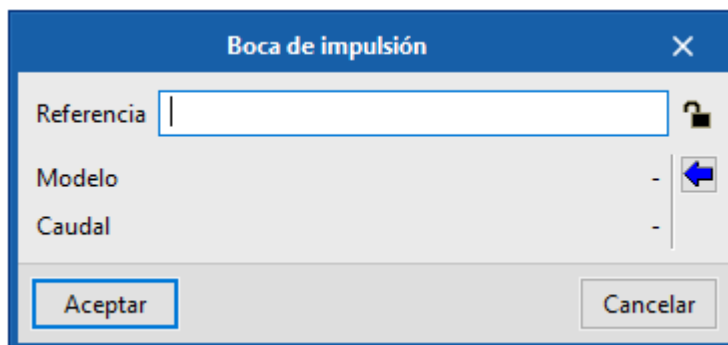 Boca de impulsión
Referencia
Modelo -
Caudal -
Aceptar Cancelar